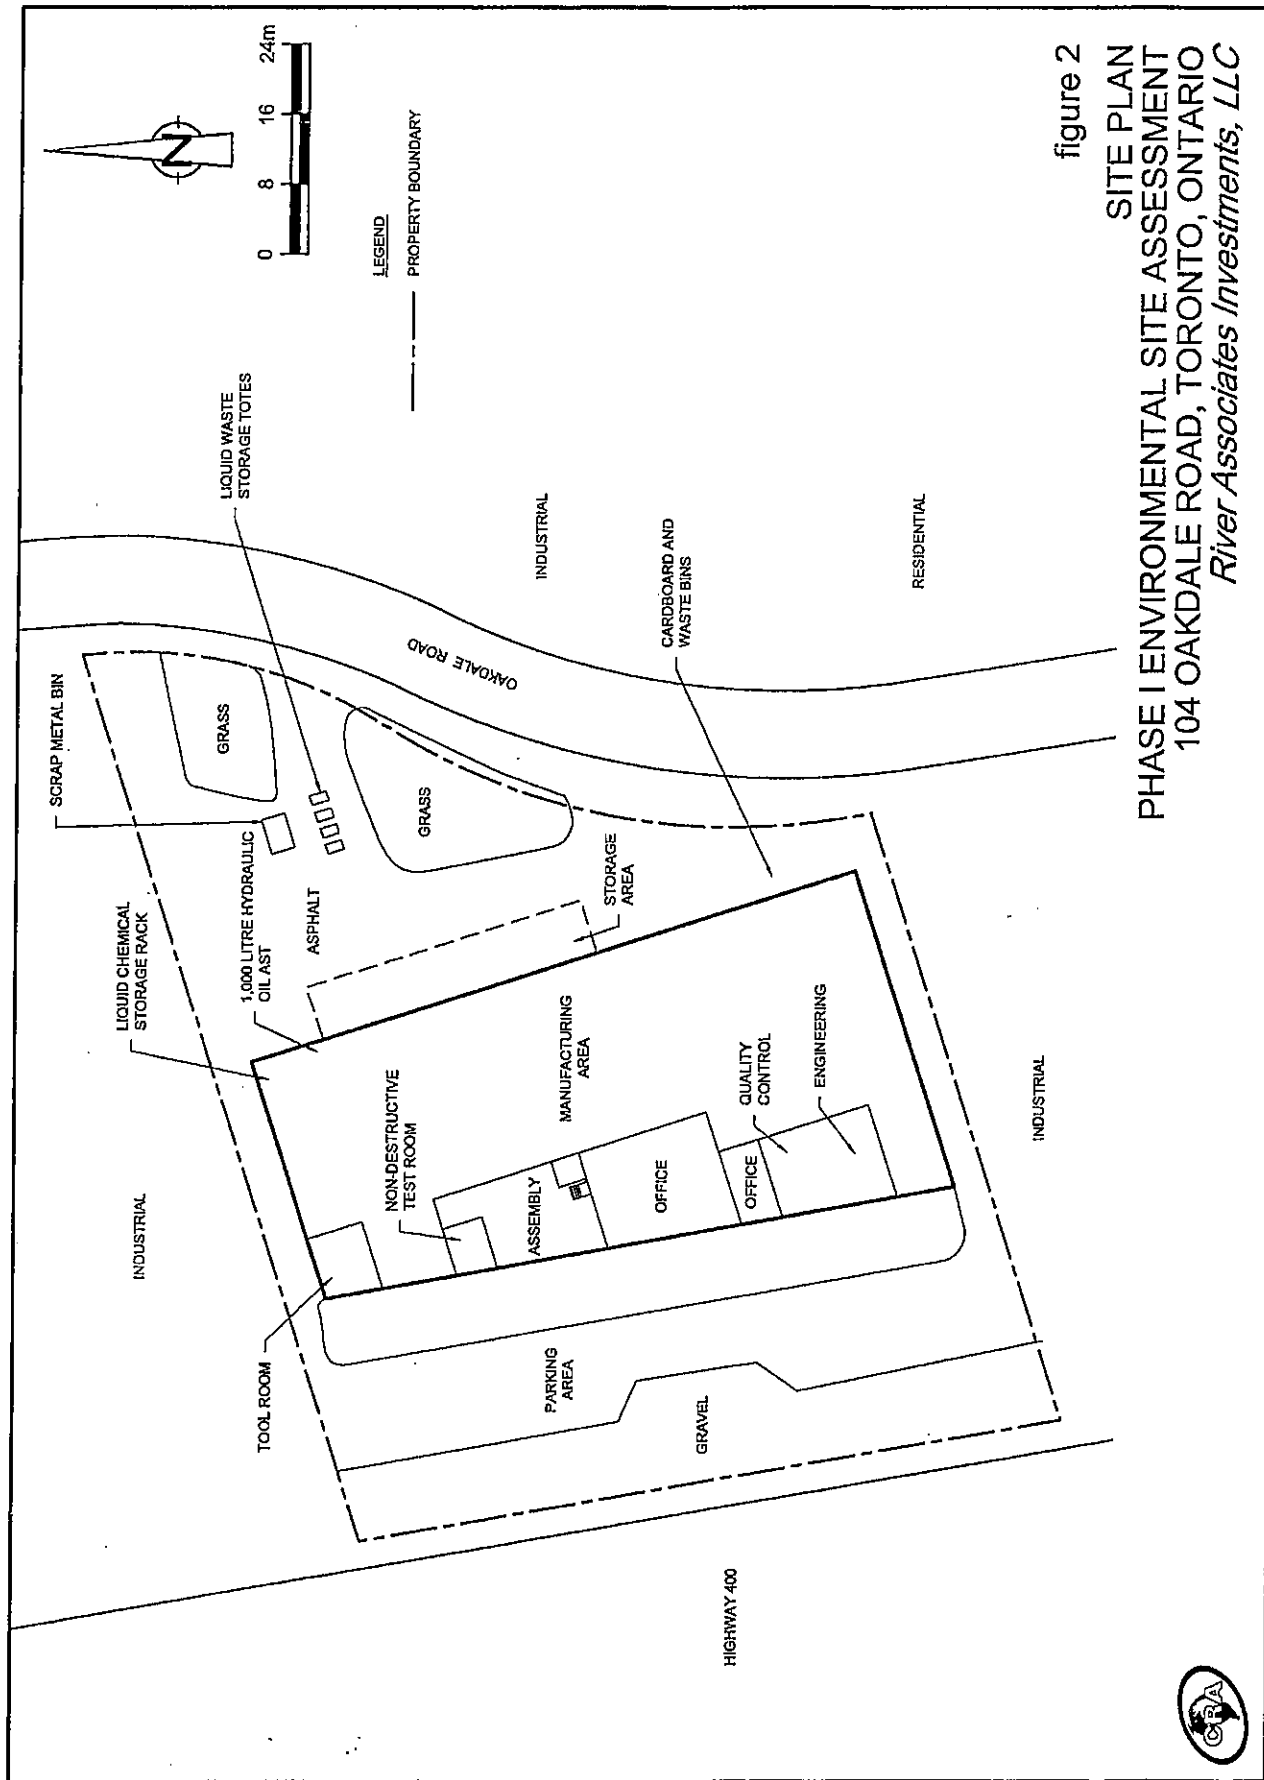 SCRAP METAL BIN
LIQUID CHEMICAL
STORAGE RACK
INDUSTRIAL
TOOL ROOM
1,000 LITRE HYDRAULIC
OIL AST
ASPHALT
GRASS
LIQUID WASTE
STORAGE TOTES
0 8 16 24m
N
LEGEND
PROPERTY BOUNDARY
NON-DESTRUCTIVE
TEST ROOM
GRASS
OAKDALE ROAD
ASSEMBLY
MANUFACTURING
AREA
STORAGE
AREA
INDUSTRIAL
PARKING
AREA
OFFICE
CARDBOARD AND
WASTE BINS
GRAVEL
OFFICE
QUALITY
CONTROL
ENGINEERING
HIGHWAY 400
RESIDENTIAL
INDUSTRIAL
figure 2
SITE PLAN
PHASE I ENVIRONMENTAL SITE ASSESSMENT
104 OAKDALE ROAD, TORONTO, ONTARIO
River Associates Investments, LLC
CRA